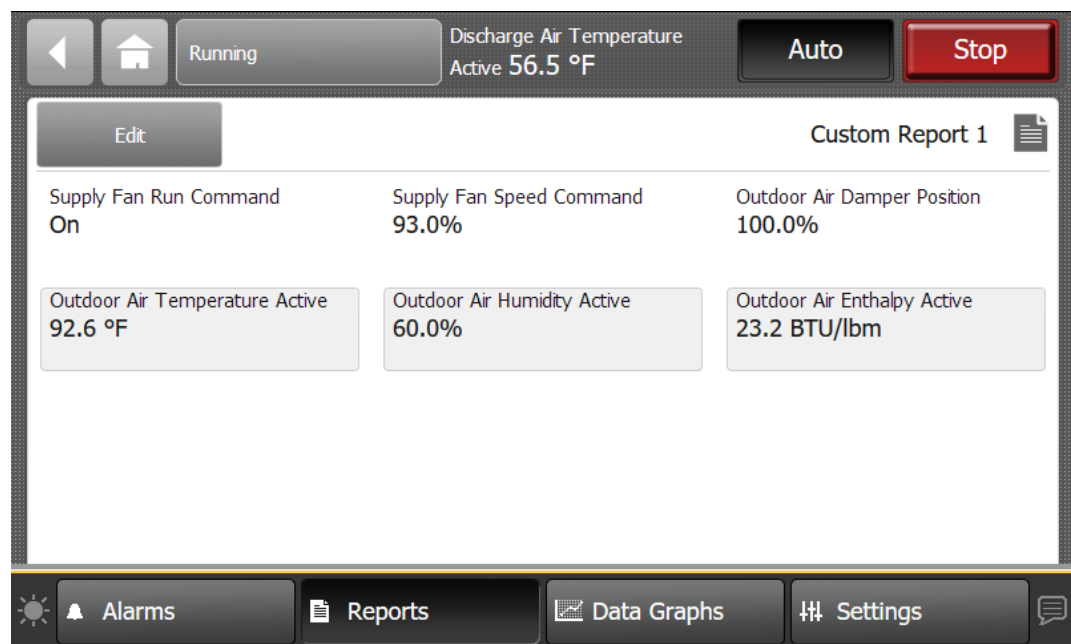 Running
Discharge Air Temperature
Active 56.5 ºF
Auto
Stop
Edit
Custom Report 1
Supply Fan Run Command
On
Supply Fan Speed Command
93.0%
Outdoor Air Damper Position
100.0%
Outdoor Air Temperature Active
92.6 ºF
Outdoor Air Humidity Active
60.0%
Outdoor Air Enthalpy Active
23.2 BTU/lbm
Alarms
Reports
Data Graphs
Settings